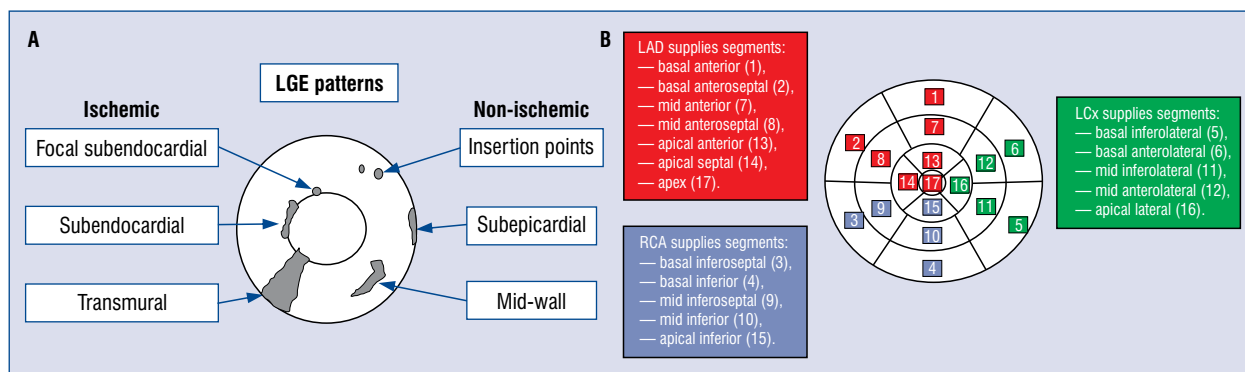 A
LGE patterns
Ischemic
Non-ischemic
Focal subendocardial
Insertion points
Subendocardial
Subepicardial
Transmural
Mid-wall
B
LAD supplies segments:
— basal anterior (1),
— basal anteroseptal (2),
— mid anterior (7),
— mid anteroseptal (8),
— apical anterior (13),
— apical septal (14),
— apex (17).
RCA supplies segments:
— basal inferoseptal (3),
— basal inferior (4),
— mid inferoseptal (9),
— mid inferior (10),
— apical inferior (15).
1
7
2
6
8
13
12
14
17
16
3
9
15
11
5
10
4
LCx supplies segments:
— basal inferolateral (5),
— basal anterolateral (6),
— mid inferolateral (11),
— mid anterolateral (12),
— apical lateral (16).